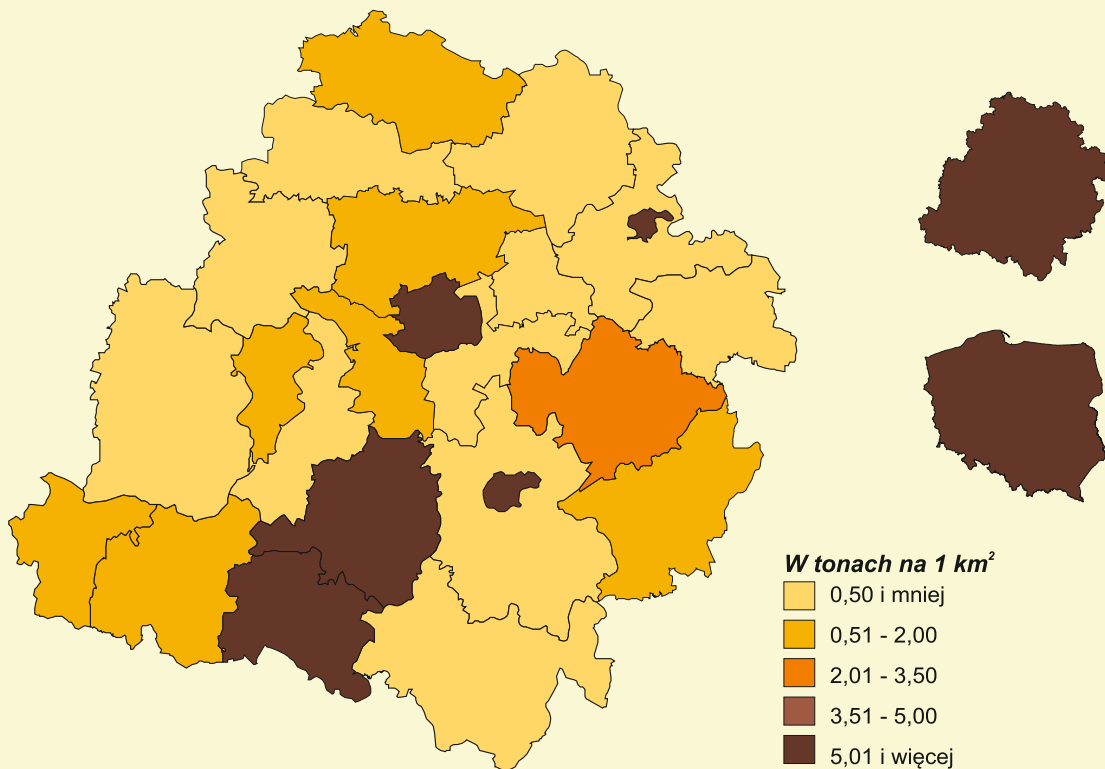 W tonach na 1 km²
0,50 i mniej
0,51 - 2,00
2,01 - 3,50
3,51 - 5,00
5,01 i więcej